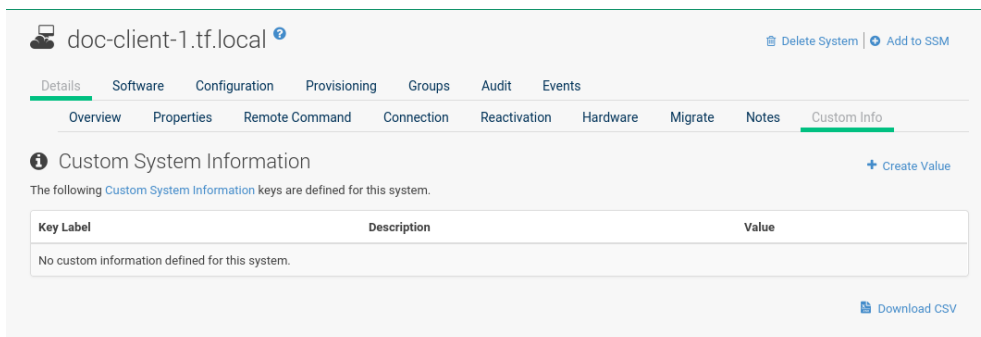 doc-client-1.tf.local ?
Delete System | Add to SSM
Details Software Configuration Provisioning Groups Audit Events
Overview Properties Remote Command Connection Reactivation Hardware Migrate Notes Custom Info
Custom System Information
+ Create Value
The following Custom System Information keys are defined for this system.
Key Label Description Value
No custom information defined for this system.
Download CSV